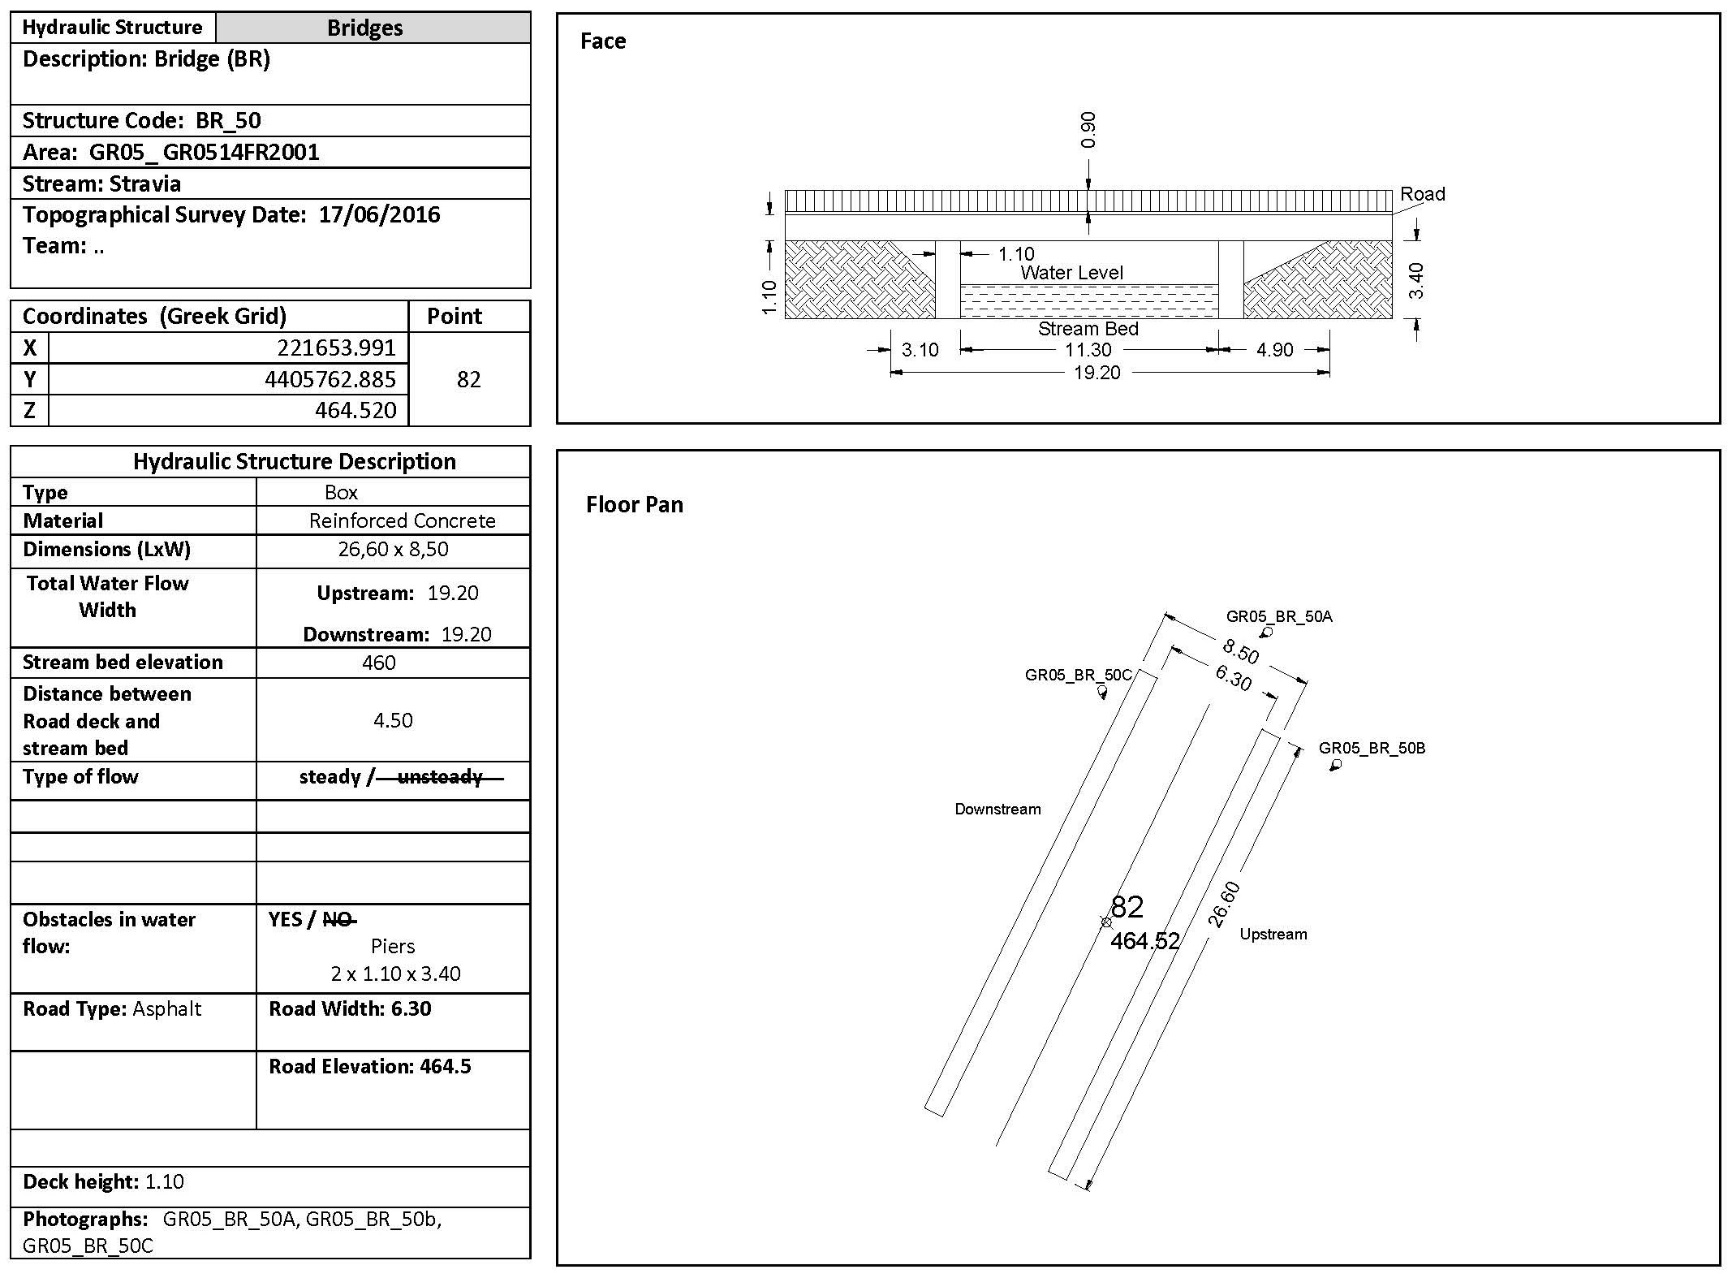 Hydraulic Structure Bridges
Description: Bridge (BR)
Structure Code: BR_50
Area: GR05_ GR0514FR2001
Stream: Stravia
Topographical Survey Date: 17/06/2016
Team: ..
Coordinates (Greek Grid) Point
X 221653.991
Y 4405762.885 82
Z 464.520
Hydraulic Structure Description
Type Box
Material Reinforced Concrete
Dimensions (LxW) 26,60 x 8,50
Total Water Flow
Width
Upstream: 19.20
Downstream: 19.20
Stream bed elevation 460
Distance between
Road deck and
stream bed
4.50
Type of flow steady / unsteady
Obstacles in water
flow:
YES / NO
Piers
2 x 1.10 x 3.40
Road Type: Asphalt Road Width: 6.30
Road Elevation: 464.5
Deck height: 1.10
Photographs: GR05_BR_50A, GR05_BR_50b,
GR05_BR_50C
Face
0.90
Road
1.10
1.10
Water Level
3.40
Stream Bed
3.10 11.30 4.90
19.20
Floor Pan
GR05_BR_50A
8.50
GR05_BR_50C
6.30
GR05_BR_50B
Downstream
82
26.60
464.52
Upstream